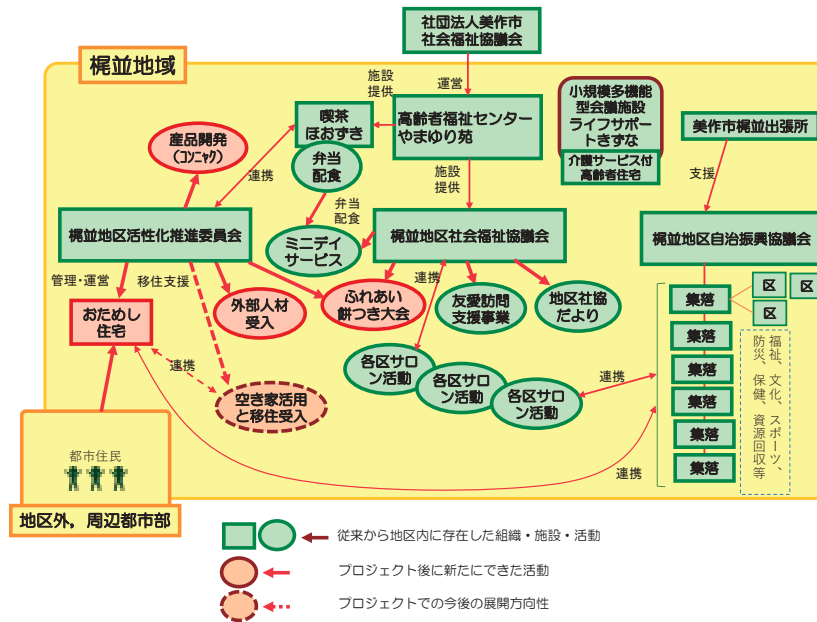 社団法人美作市
社会福祉協議会
梶並地域
施設
提供
運営
小規模多機能
型会議施設
ライフサポー
トきずな
介護サービス付
高齢者住宅
喫茶
ほおずき
高齢者福祉センター
やまゆり苑
美作市梶並出張所
産品開発
(コンニャク)
弁当
配食
連携
施設
提供
支援
弁当
配食
梶並地区活性化推進委員会
ミニデイ
サービス
梶並地区社会福祉協議会
梶並地区自治振興協議会
管理・運営
移住支援
連携
おためし
住宅
外部人材
受入
ふれあい
餅つき大会
友愛訪問
支援事業
地区社協
だより
集落
区
区
区
集落
集落
集落
集落
集落
福祉、文化、スポーツ、
防災、保健、資源回収等
連携
各区サロ
ン活動
各区サロ
ン活動
各区サロ
ン活動
連携
空き家活用
と移住受入
連携
都市住民
地区外，周辺都市部
従来から地区内に存在した組織・施設・活動
プロジェクト後に新たにできた活動
プロジェクトでの今後の展開方向性